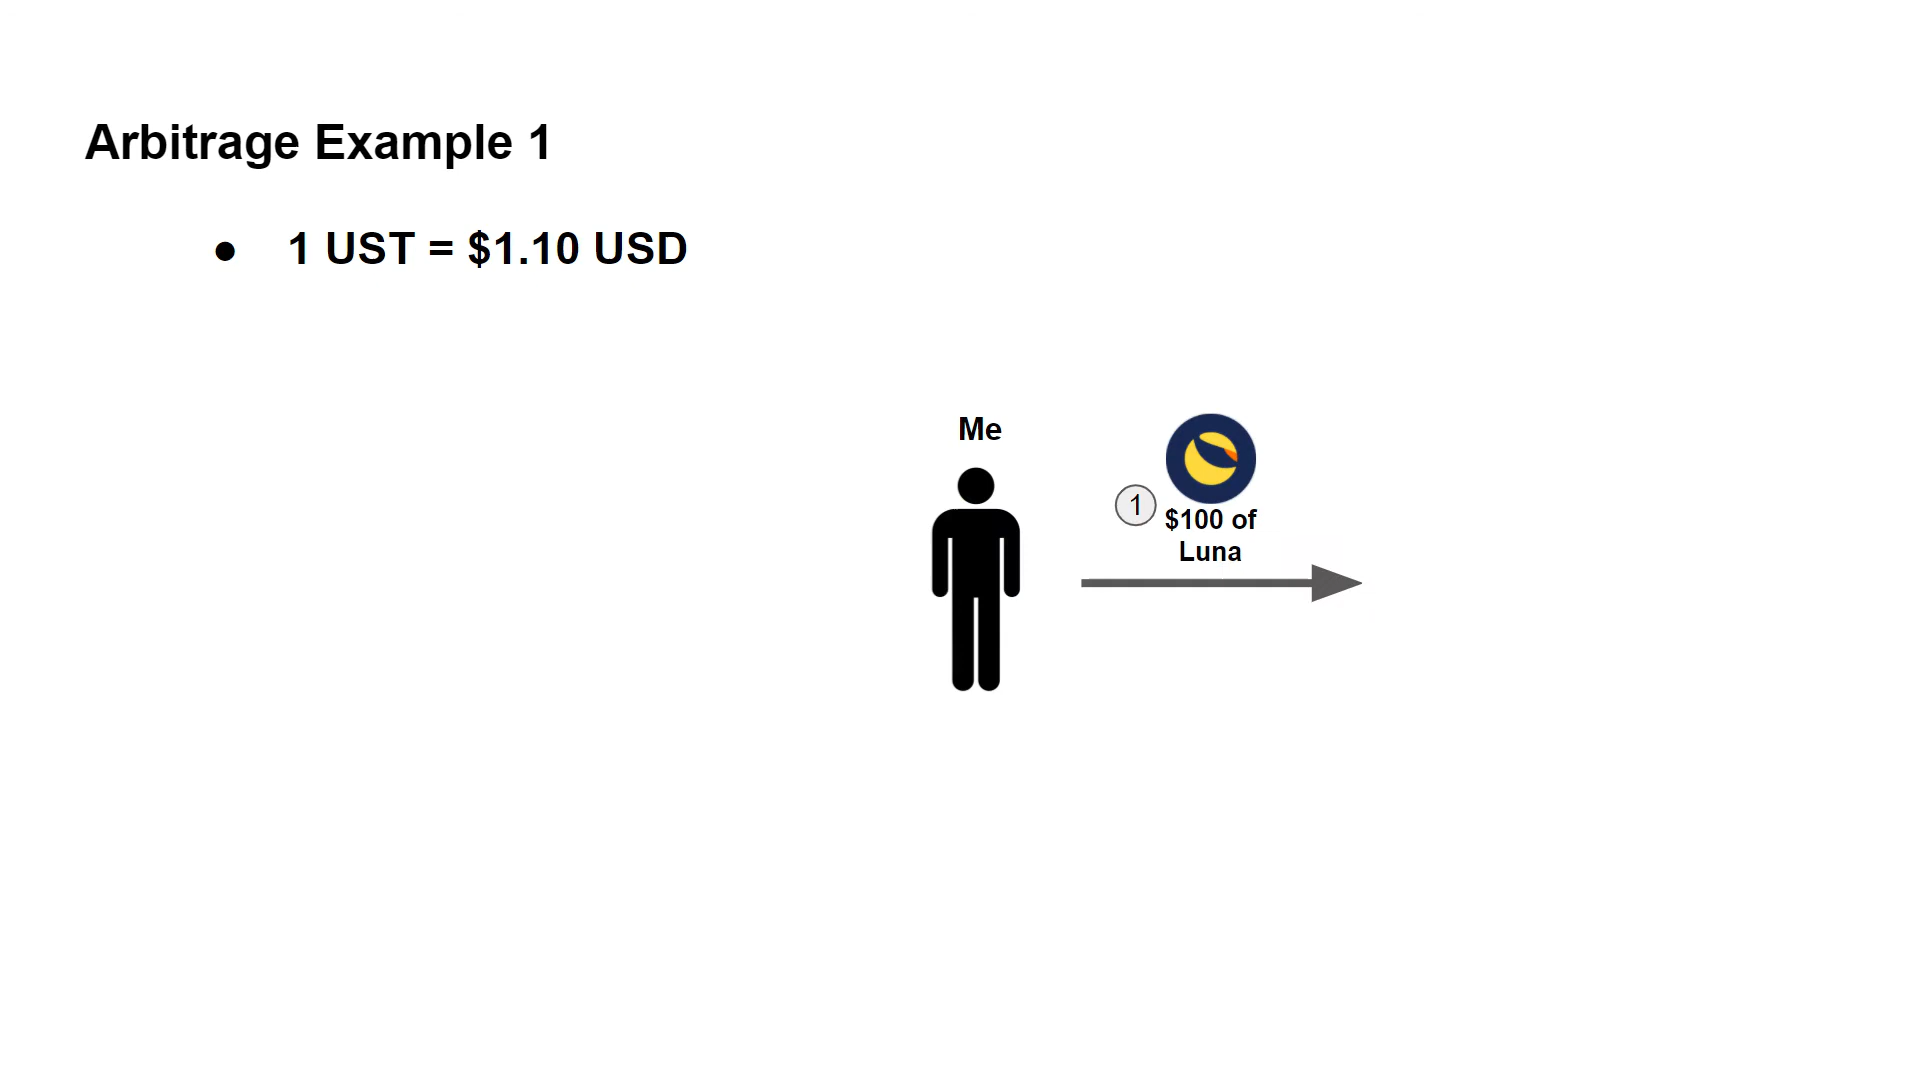 Arbitrage Example 1
● 1 UST = $1.10 USD
Me
1
$100 of
Luna